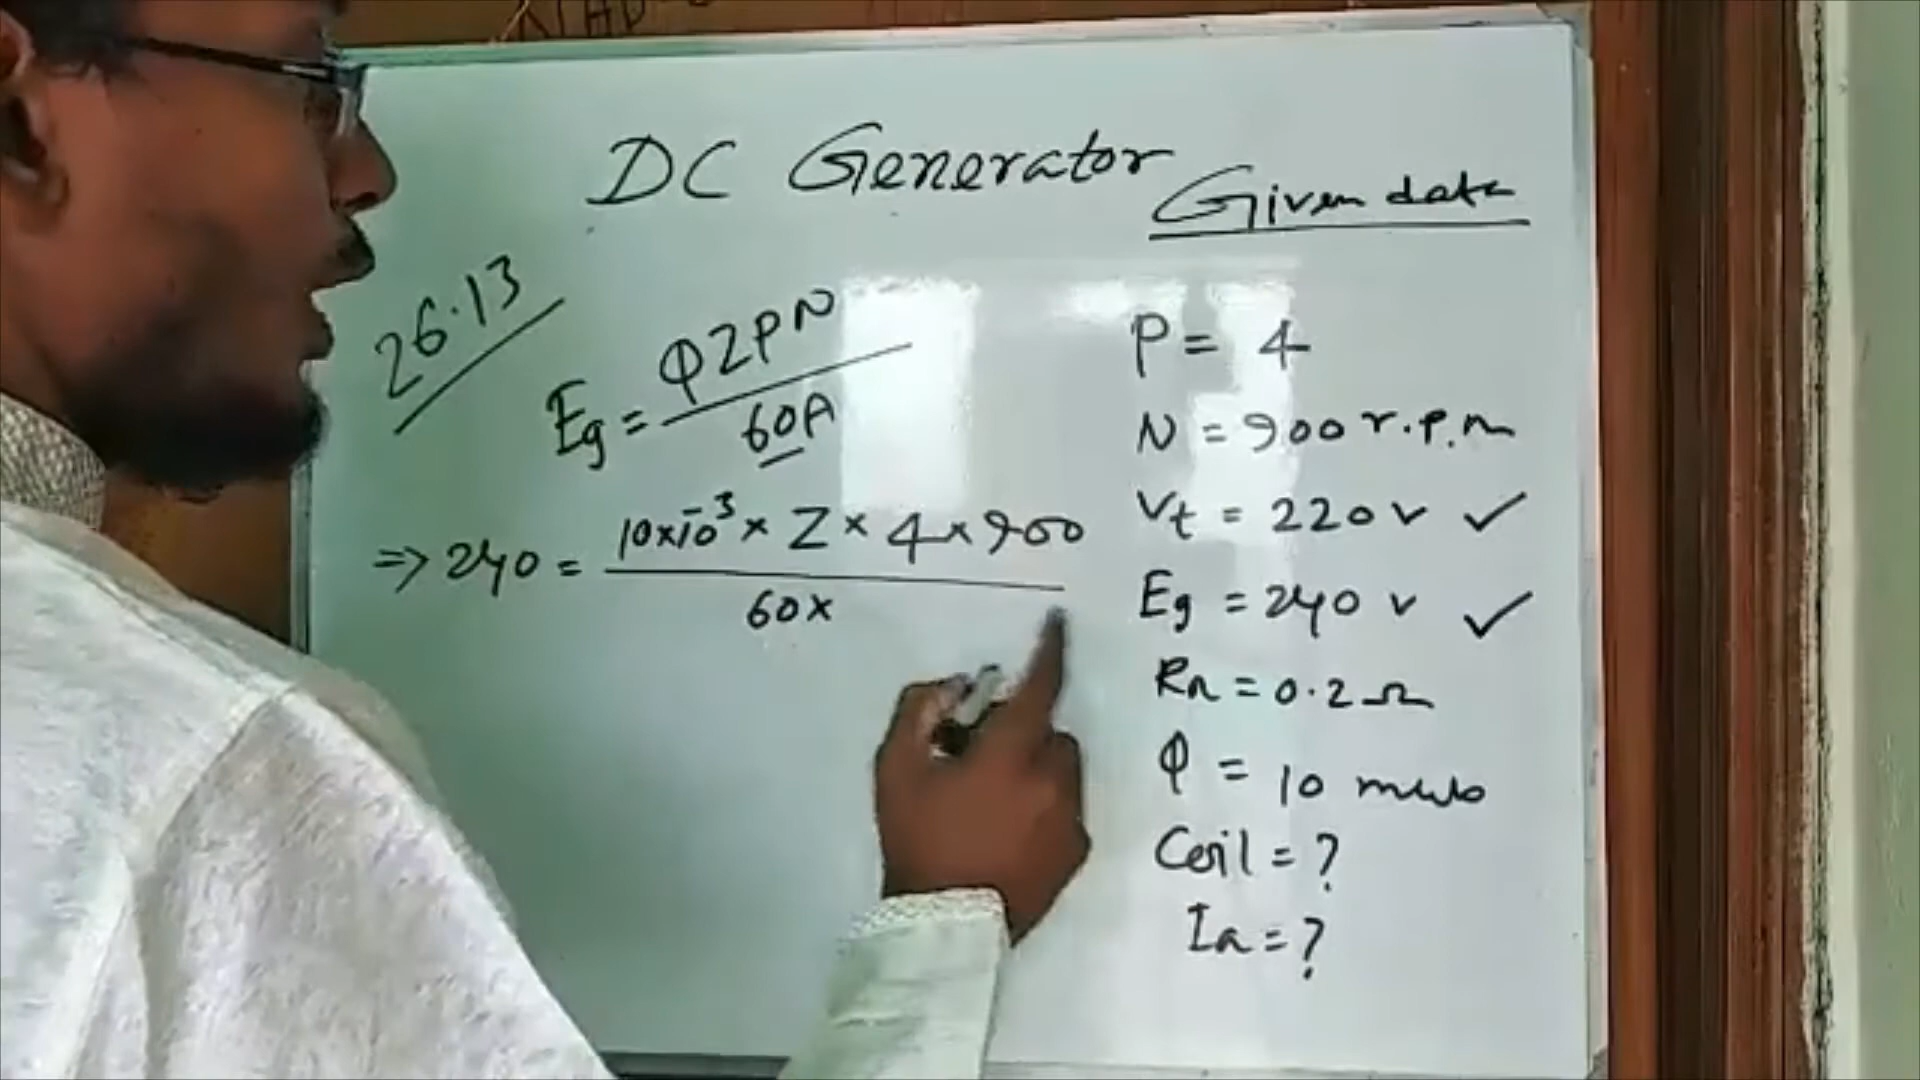 DC Generator
26.13
Eg = φZPN / 60A
⇒ 240 = 10×10⁻³ × Z × 4 × 900 / 60×
Given data
P = 4
N = 900 r.p.m
Vt = 220 v ✓
Eg = 240 v ✓
Ra = 0.2 Ω
φ = 10 mwb
Coil = ?
Ia = ?